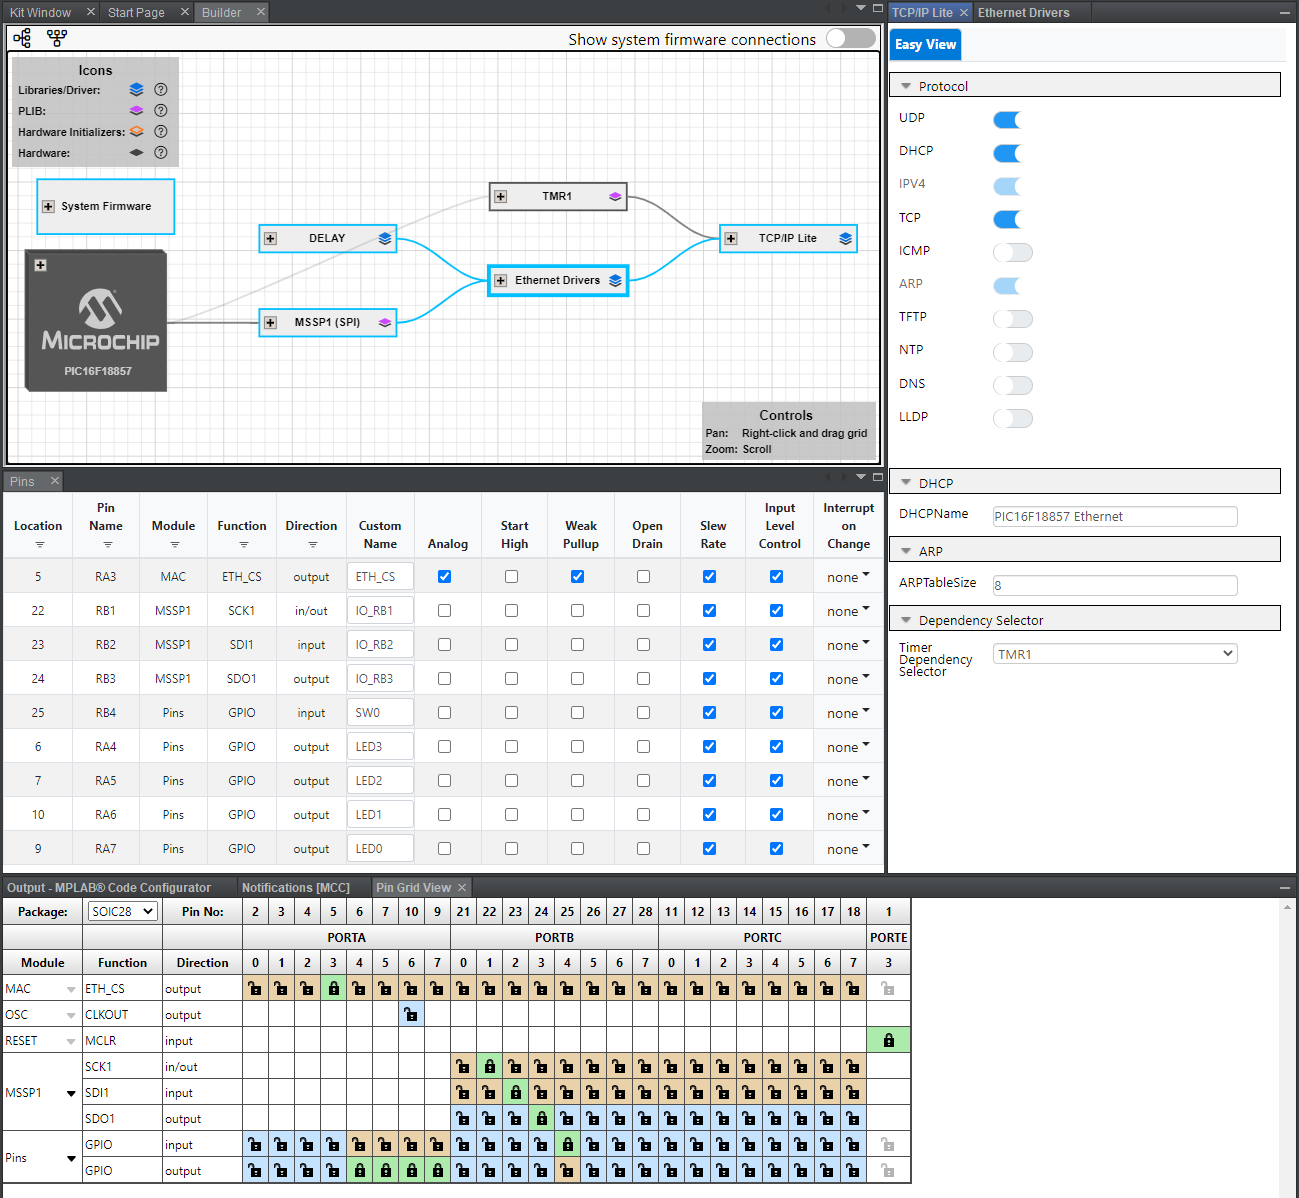 Kit Window × Start Page × Builder ×
Show system firmware connections
Icons
Libraries/Driver: ?
PLIB: ?
Hardware Initializers: ?
Hardware: ?
System Firmware
TMR1
DELAY
TCP/IP Lite
Ethernet Drivers
MSSP1 (SPI)
MICROCHIP
PIC16F18857
Controls
Pan: Right-click and drag grid
Zoom: Scroll
TCP/IP Lite × Ethernet Drivers
Easy View
Protocol
UDP
DHCP
IPV4
TCP
ICMP
ARP
TFTP
NTP
DNS
LLDP
DHCP
DHCPName PIC16F18857 Ethernet
ARP
ARPTableSize 8
Dependency Selector
Timer Dependency Selector TMR1
Pins ×
Location Pin Name Module Function Direction Custom Name Analog Start High Weak Pullup Open Drain Slew Rate Input Level Control Interrupt on Change
5 RA3 MAC ETH_CS output ETH_CS none
22 RB1 MSSP1 SCK1 in/out IO_RB1 none
23 RB2 MSSP1 SDI1 input IO_RB2 none
24 RB3 MSSP1 SDO1 output IO_RB3 none
25 RB4 Pins GPIO input SW0 none
6 RA4 Pins GPIO output LED3 none
7 RA5 Pins GPIO output LED2 none
10 RA6 Pins GPIO output LED1 none
9 RA7 Pins GPIO output LED0 none
Output - MPLAB® Code Configurator Notifications [MCC] Pin Grid View ×
Package: SOIC28 Pin No: 2 3 4 5 6 7 10 9 21 22 23 24 25 26 27 28 11 12 13 14 15 16 17 18 1
PORTA PORTB PORTC PORTE
Module Function Direction 0 1 2 3 4 5 6 7 0 1 2 3 4 5 6 7 0 1 2 3 4 5 6 7 3
MAC ETH_CS output
OSC CLKOUT output
RESET MCLR input
SCK1 in/out
MSSP1 SDI1 input
SDO1 output
Pins GPIO input
GPIO output